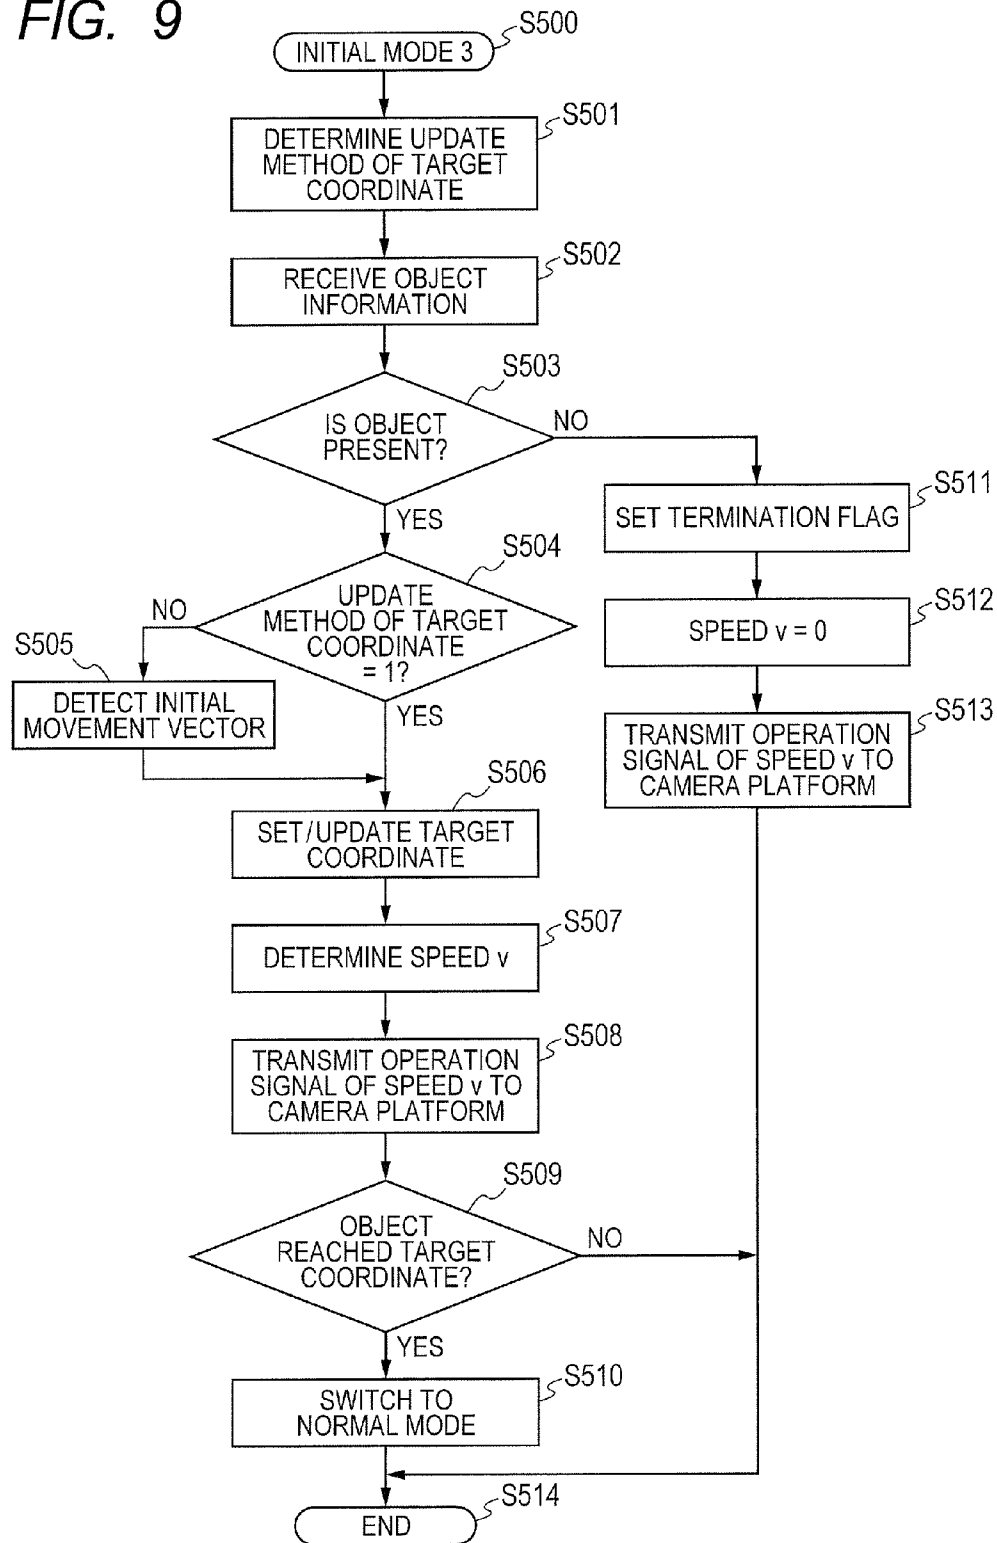 FIG. 9
S500
INITIAL MODE 3
S501
DETERMINE UPDATE
METHOD OF TARGET
COORDINATE
S502
RECEIVE OBJECT
INFORMATION
S503
IS OBJECT
PRESENT?
NO
YES
S511
SET TERMINATION FLAG
S504
UPDATE
METHOD OF TARGET
COORDINATE
= 1?
NO
YES
S512
SPEED v = 0
S505
DETECT INITIAL
MOVEMENT VECTOR
S513
TRANSMIT OPERATION
SIGNAL OF SPEED v TO
CAMERA PLATFORM
S506
SET/UPDATE TARGET
COORDINATE
S507
DETERMINE SPEED v
S508
TRANSMIT OPERATION
SIGNAL OF SPEED v TO
CAMERA PLATFORM
S509
OBJECT
REACHED TARGET
COORDINATE?
NO
YES
S510
SWITCH TO
NORMAL MODE
S514
END